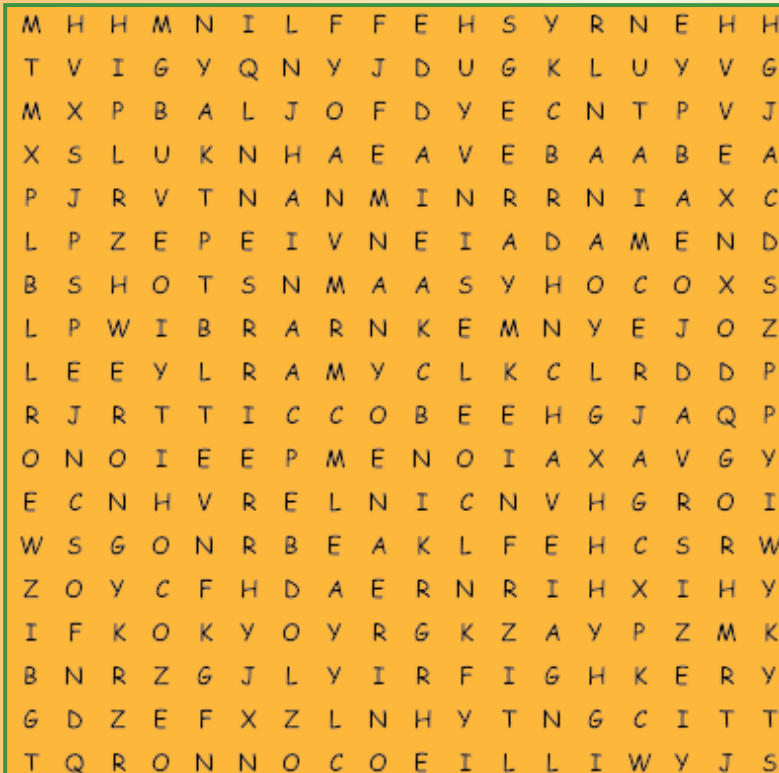 M H H M N I L F F E H S Y R N E H H
T V I G Y Q N Y J D U G K L U Y V G
M X P B A L J O F D Y E C N T P V J
X S L U K N H A E A V E B A A B E A
P J R V T N A N M I N R R N I A X C
L P Z E P E I V N E I A D A M E N D
B S H O T S N M A A S Y H O C O X S
L P W I B R A R N K E M N Y E J O Z
L E E Y L R A M Y C L K C L R D D P
R J R T T I C C O B E E H G J A Q P
O N O I E E P M E N O I A X A V G Y
E C N H V R E L N I C N V H G R O I
W S G O N R B E A K L F E H C S R W
Z O Y C F H D A E R N R I H X I H Y
I F K O K Y O Y R G K Z A Y P Z M K
B N R Z G J L Y I R F I G H K E R Y
G D Z E F X Z L N H Y T N G C I T T
T Q R O N N O C O E I L L I W Y J S